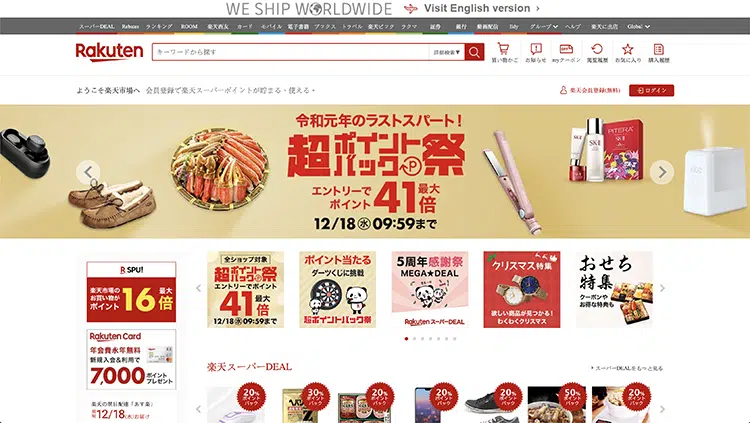 WE SHIP WORLDWIDE Visit English version >
スーパーDEAL Rebates ランキング ROOM 楽天西友 カード モバイル 電子書籍 ブックス トラベル 楽天ビック ラクマ 証券 銀行 動画配信 Edy グループ ヘルプ 楽天に出店 Global
Rakuten キーワードから探す 詳細検索▼ 買い物かご お知らせ myクーポン 閲覧履歴 お気に入り 購入履歴
ようこそ楽天市場へ 会員登録で楽天スーパーポイントが貯まる・使える・ 楽天会員登録(無料) ログイン
令和元年のラストスパート!
超ポイントバック祭
エントリーで
ポイント 最大41倍
12/18(水)09:59まで
SK-II
PITERA
R SPU!
楽天市場の
お買い物が
ポイント
最大16倍
Rakuten Card
年会費永年無料
新規入会&利用で
7000 ポイントプレゼント
楽天の翌日配達「あす楽」
12/18(水)お届け
全ショップ対象
超ポイントバック祭
エントリーでポイント
41最大倍
12/18(水)09:59まで
ポイント当たる
ダーツくじに挑戦
超ポイントバック祭
5周年感謝祭
MEGA★DEAL
RakutenスーパーDEAL
クリスマス特集
欲しい商品が見つかる!
わくわくクリスマス
おせち
特集
クーポンや
お得な特典も
楽天スーパーDEAL
スーパーDEALをもっと見る
20% ポイントバック
30% ポイントバック
20% ポイントバック
20% ポイントバック
20% ポイントバック
50% ポイントバック
20% ポイントバック